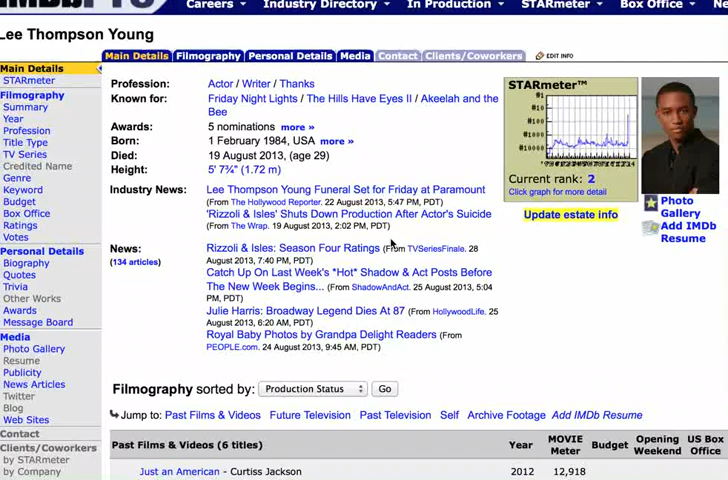 Careers Industry Directory In Production STARmeter Box Office
Lee Thompson Young
Main Details Filmography Personal Details Media Contact Clients/Coworkers EDIT INFO
Main Details
STARmeter
Filmography
Summary
Year
Profession
Title Type
TV Series
Credited Name
Genre
Keyword
Budget
Box Office
Ratings
Votes
Personal Details
Biography
Quotes
Trivia
Other Works
Awards
Message Board
Media
Photo Gallery
Resume
Publicity
News Articles
Twitter
Blog
Web Sites
Contact
Clients/Coworkers
by STARmeter
by Company
Profession: Actor / Writer / Thanks
Known for: Friday Night Lights / The Hills Have Eyes II / Akeelah and the
Bee
Awards: 5 nominations more »
Born: 1 February 1984, USA more »
Died: 19 August 2013, (age 29)
Height: 5' 7¾" (1.72 m)
Industry News: Lee Thompson Young Funeral Set for Friday at Paramount
(From The Hollywood Reporter. 22 August 2013, 5:47 PM, PDT)
'Rizzoli & Isles' Shuts Down Production After Actor's Suicide
(From The Wrap. 19 August 2013, 2:02 PM, PDT)
News: Rizzoli & Isles: Season Four Ratings (From TVSeriesFinale. 28
(134 articles) August 2013, 7:40 PM, PDT)
Catch Up On Last Week's *Hot* Shadow & Act Posts Before
The New Week Begins... (From ShadowAndAct. 25 August 2013, 5:04
PM, PDT)
Julie Harris: Broadway Legend Dies At 87 (From HollywoodLife. 25
August 2013, 6:20 AM, PDT)
Royal Baby Photos by Grandpa Delight Readers (From
PEOPLE.com. 24 August 2013, 9:45 AM, PDT)
STARmeter™
#1
#10
#100
#1000
#10000
Current rank: 2
Click graph for more detail
Update estate info
Photo
Gallery
Add IMDb
Resume
Filmography sorted by: Production Status Go
Jump to: Past Films & Videos Future Television Past Television Self Archive Footage Add IMDb Resume
Past Films & Videos (6 titles) Year MOVIE Meter Budget Opening Weekend US Box Office
Just an American - Curtiss Jackson 2012 12,918